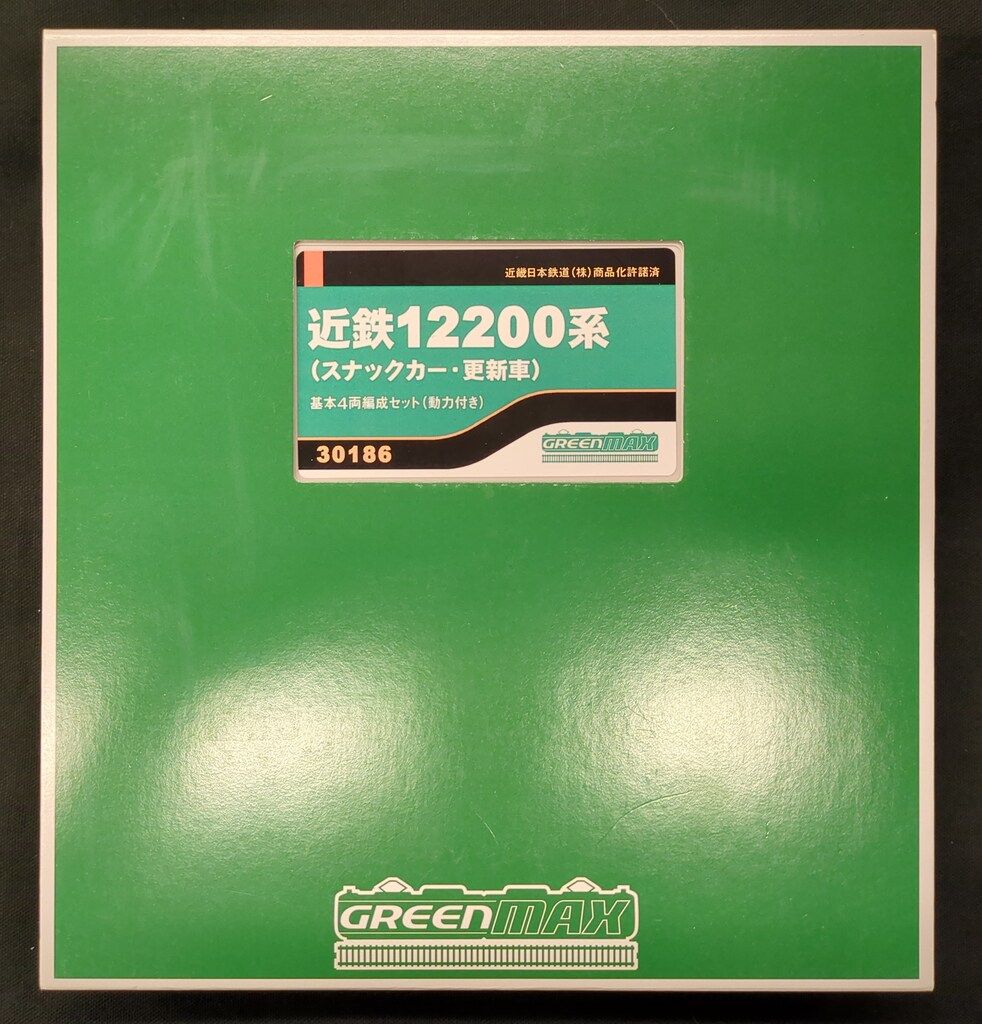 近畿日本鉄道(株)商品化許諾済
近鉄12200系
(スナックカー・更新車)
基本4両編成セット(動力付き)
30186
GREENMAX
GREENMAX